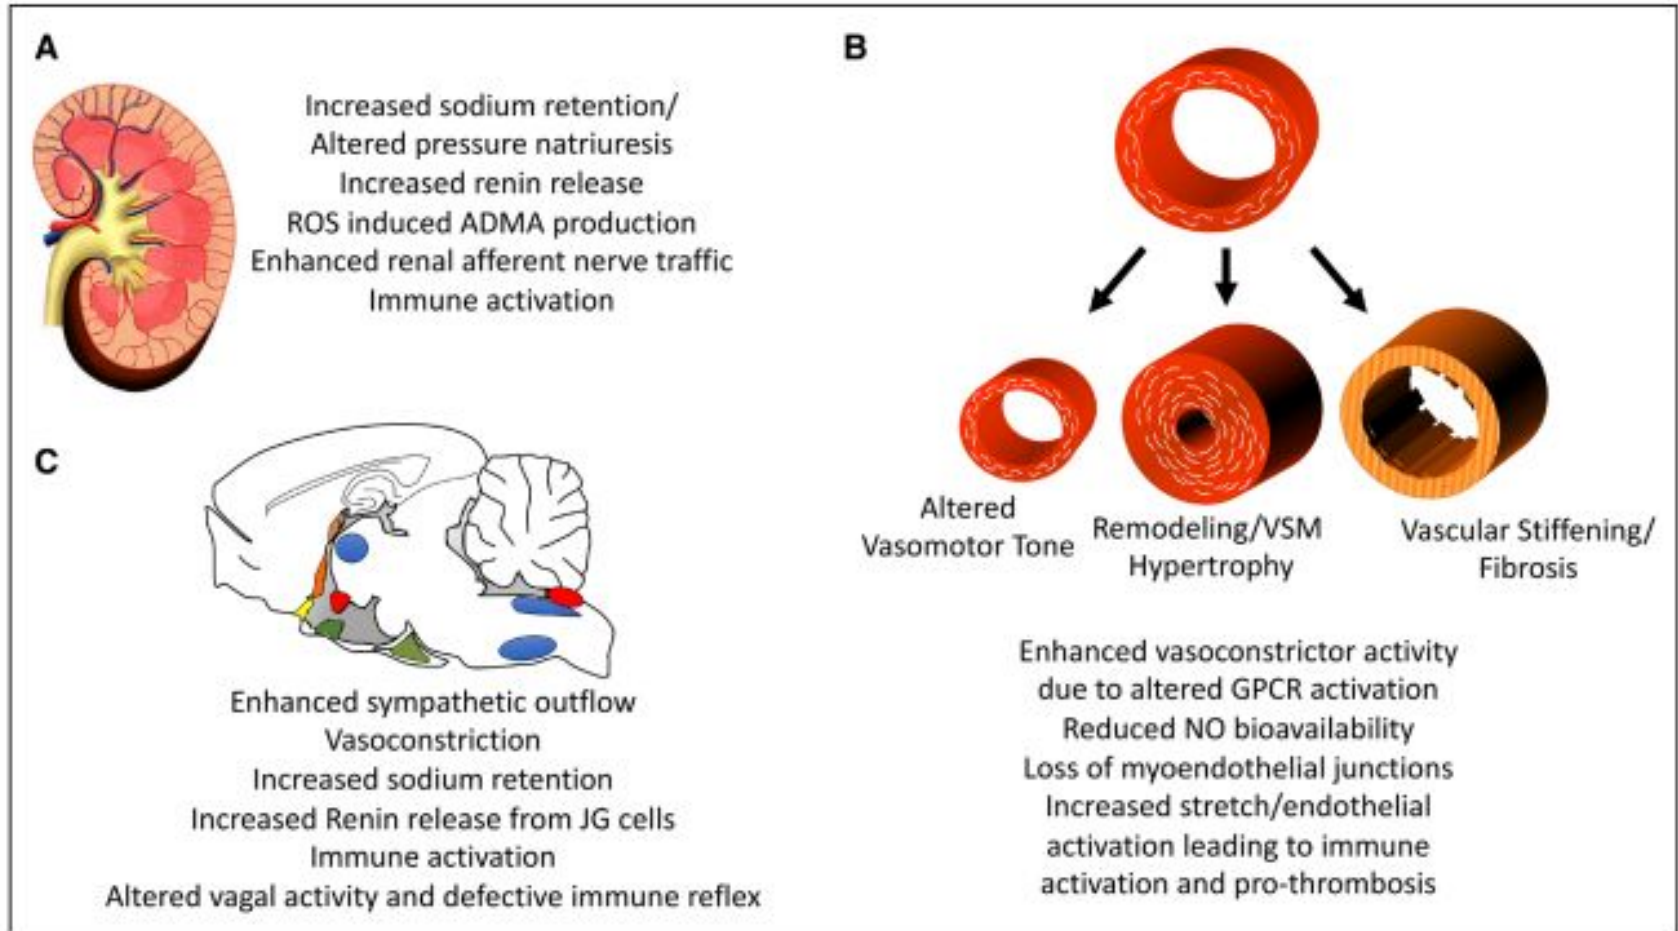 A
Increased sodium retention/
Altered pressure natriuresis
Increased renin release
ROS induced ADMA production
Enhanced renal afferent nerve traffic
Immune activation
B
Altered
Vasomotor Tone
Remodeling/VSM
Hypertrophy
Vascular Stiffening/
Fibrosis
Enhanced vasoconstrictor activity
due to altered GPCR activation
Reduced NO bioavailability
Loss of myoendothelial junctions
Increased stretch/endothelial
activation leading to immune
activation and pro-thrombosis
C
Enhanced sympathetic outflow
Vasoconstriction
Increased sodium retention
Increased Renin release from JG cells
Immune activation
Altered vagal activity and defective immune reflex